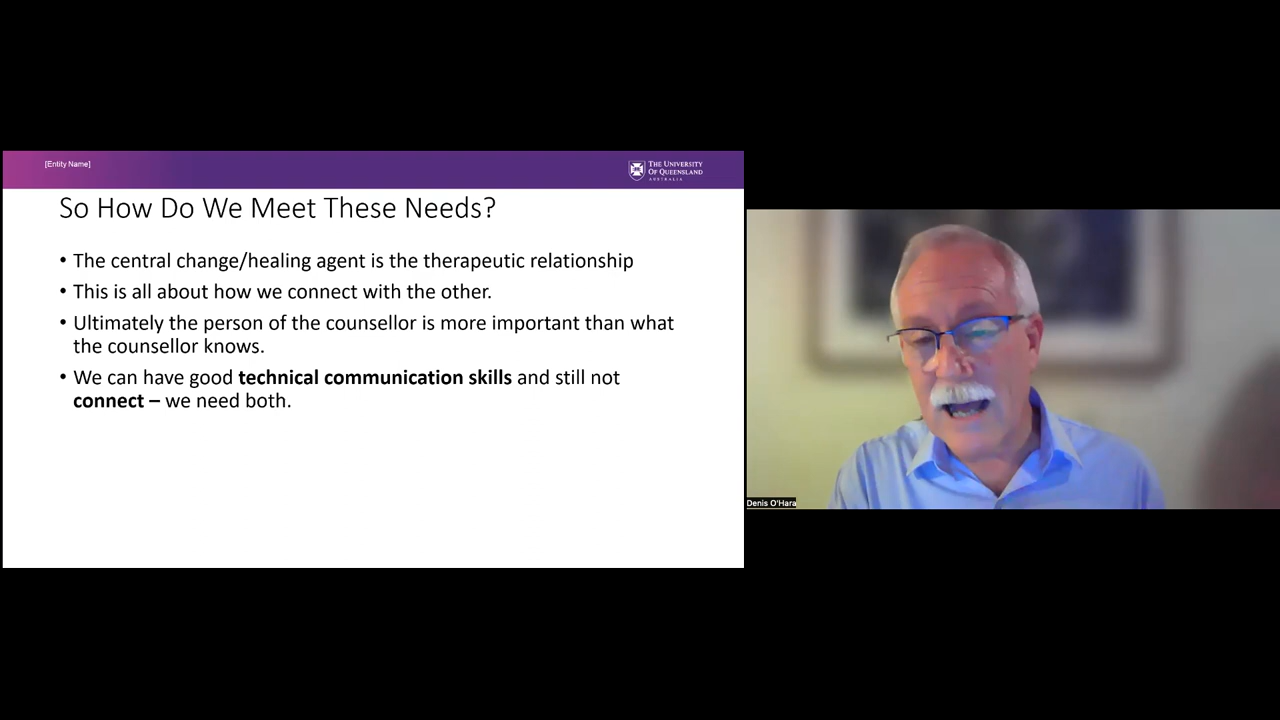 [Entity Name]
THE UNIVERSITY
OF QUEENSLAND
AUSTRALIA
So How Do We Meet These Needs?
• The central change/healing agent is the therapeutic relationship
• This is all about how we connect with the other.
• Ultimately the person of the counsellor is more important than what
the counsellor knows.
• We can have good technical communication skills and still not
connect – we need both.
Denis O'Hara